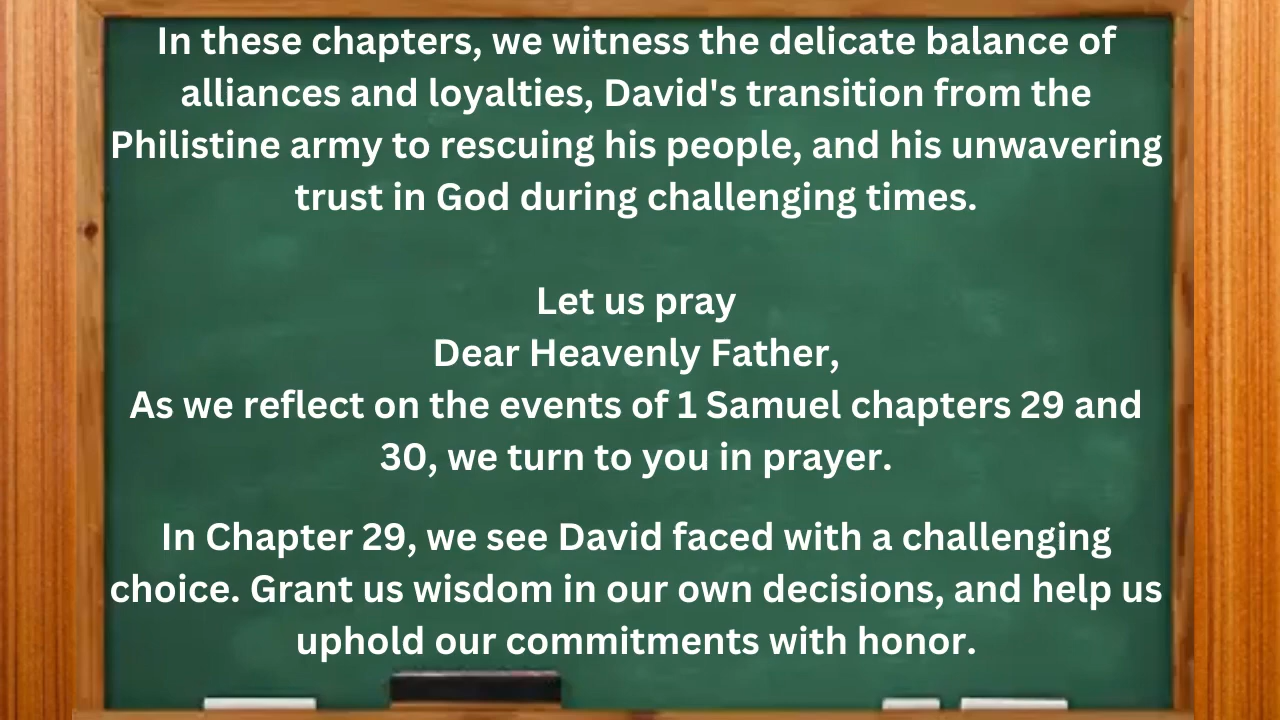 In these chapters, we witness the delicate balance of
alliances and loyalties, David's transition from the
Philistine army to rescuing his people, and his unwavering
trust in God during challenging times.
Let us pray
Dear Heavenly Father,
As we reflect on the events of 1 Samuel chapters 29 and
30, we turn to you in prayer.
In Chapter 29, we see David faced with a challenging
choice. Grant us wisdom in our own decisions, and help us
uphold our commitments with honor.